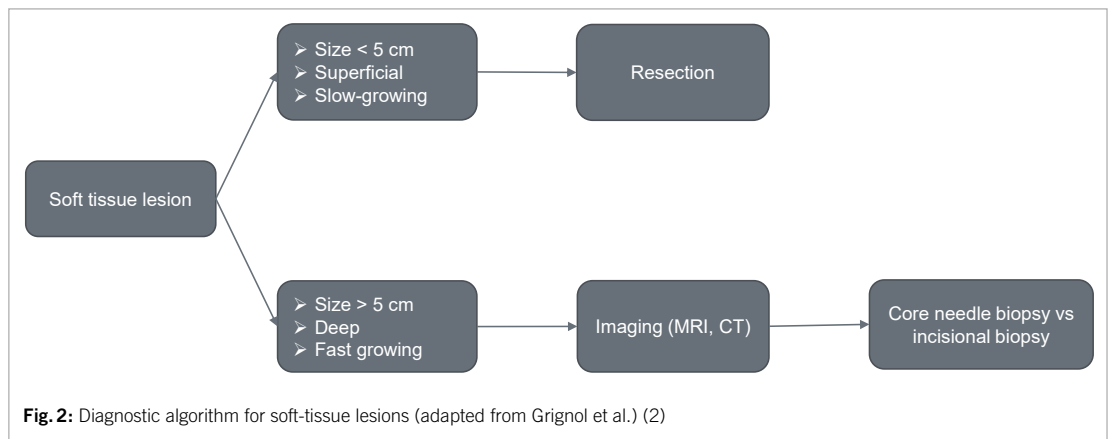 ➢ Size < 5 cm
➢ Superficial
➢ Slow-growing
Resection
Soft tissue lesion
➢ Size > 5 cm
➢ Deep
➢ Fast growing
Imaging (MRI, CT)
Core needle biopsy vs
incisional biopsy
Fig. 2: Diagnostic algorithm for soft-tissue lesions (adapted from Grignol et al.) (2)